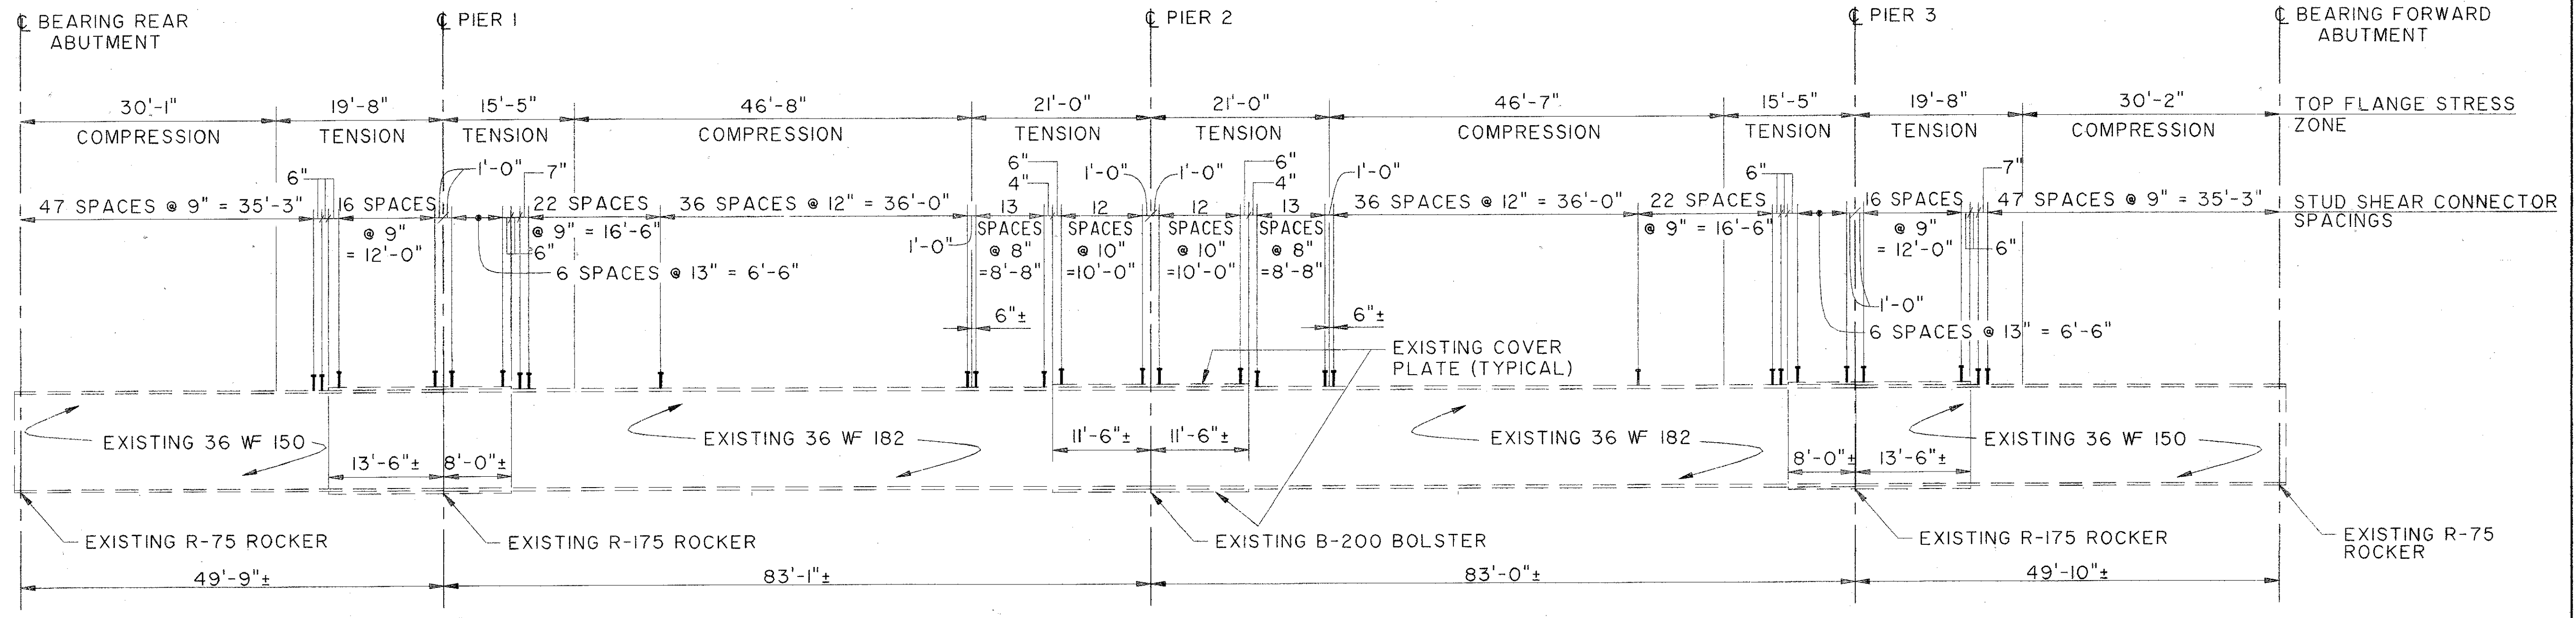 ℄ BEARING REAR
ABUTMENT
℄ PIER 1
℄ PIER 2
℄ PIER 3
℄ BEARING FORWARD
ABUTMENT
30'-1"
19'-8"
15'-5"
46'-8"
21'-0"
21'-0"
46'-7"
15'-5"
19'-8"
30'-2"
TOP FLANGE STRESS
ZONE
COMPRESSION
TENSION
TENSION
COMPRESSION
TENSION
TENSION
COMPRESSION
TENSION
TENSION
COMPRESSION
47 SPACES @ 9" = 35'-3"
6"
16 SPACES
@ 9"
= 12'-0"
1'-0"
7"
6"
22 SPACES
@ 9" = 16'-6"
6 SPACES @ 13" = 6'-6"
36 SPACES @ 12" = 36'-0"
1'-0"
13
SPACES
@ 8"
=8'-8"
6"
4"
12
SPACES
@ 10"
=10'-0"
1'-0"
1'-0"
12
SPACES
@ 10"
=10'-0"
6"
4"
13
SPACES
@ 8"
=8'-8"
1'-0"
36 SPACES @ 12" = 36'-0"
22 SPACES
@ 9" = 16'-6"
6"
16 SPACES
@ 9"
= 12'-0"
7"
6"
47 SPACES @ 9" = 35'-3"
STUD SHEAR CONNECTOR
SPACINGS
1'-0"
6 SPACES @ 13" = 6'-6"
6"±
6"±
EXISTING COVER
PLATE (TYPICAL)
EXISTING 36 WF 150
EXISTING 36 WF 182
EXISTING 36 WF 182
EXISTING 36 WF 150
13'-6"±
8'-0"±
11'-6"±
11'-6"±
8'-0"±
13'-6"±
EXISTING R-75 ROCKER
EXISTING R-175 ROCKER
EXISTING B-200 BOLSTER
EXISTING R-175 ROCKER
EXISTING R-75
ROCKER
49'-9"±
83'-1"±
83'-0"±
49'-10"±